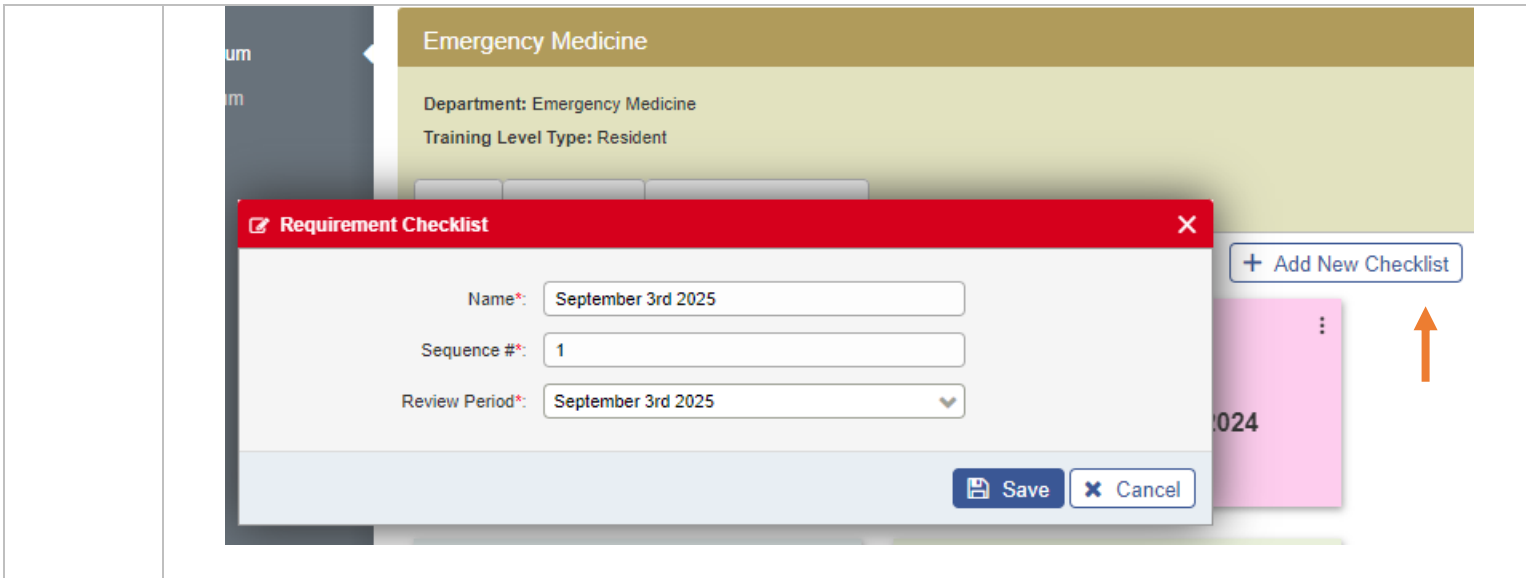 um
Emergency Medicine
Department: Emergency Medicine
Training Level Type: Resident
Requirement Checklist
+ Add New Checklist
Name*: September 3rd 2025
Sequence #*: 1
Review Period*: September 3rd 2025
2024
Save
Cancel